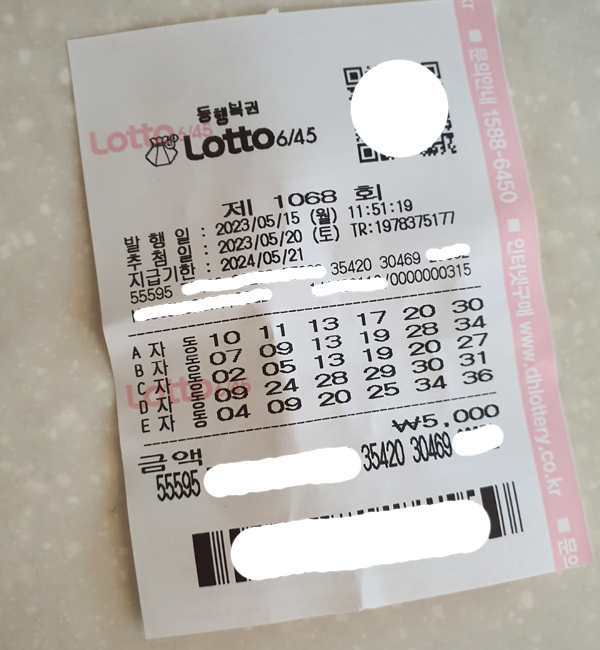 동행복권
Lotto 6/45
Lotto 6/45
제 1068 회
발 행 일 : 2023/05/15 (월) 11:51:19
추 첨 일 : 2023/05/20 (토) TR:1978375177
지급기한 : 2024/05/21
55595 35420 30469
/0000000315
A 자 동 10 11 13 17 20 30
B 자 동 07 09 13 19 28 34
C 자 동 02 05 13 19 20 27
D 자 동 09 24 28 29 30 31
E 자 동 04 09 20 25 34 36
Lotto
금액 ₩5,000
55595 35420 30469
■ 문의안내 1588-6450 ■ 인터넷구매 www.dhlottery.co.kr ■ 문의